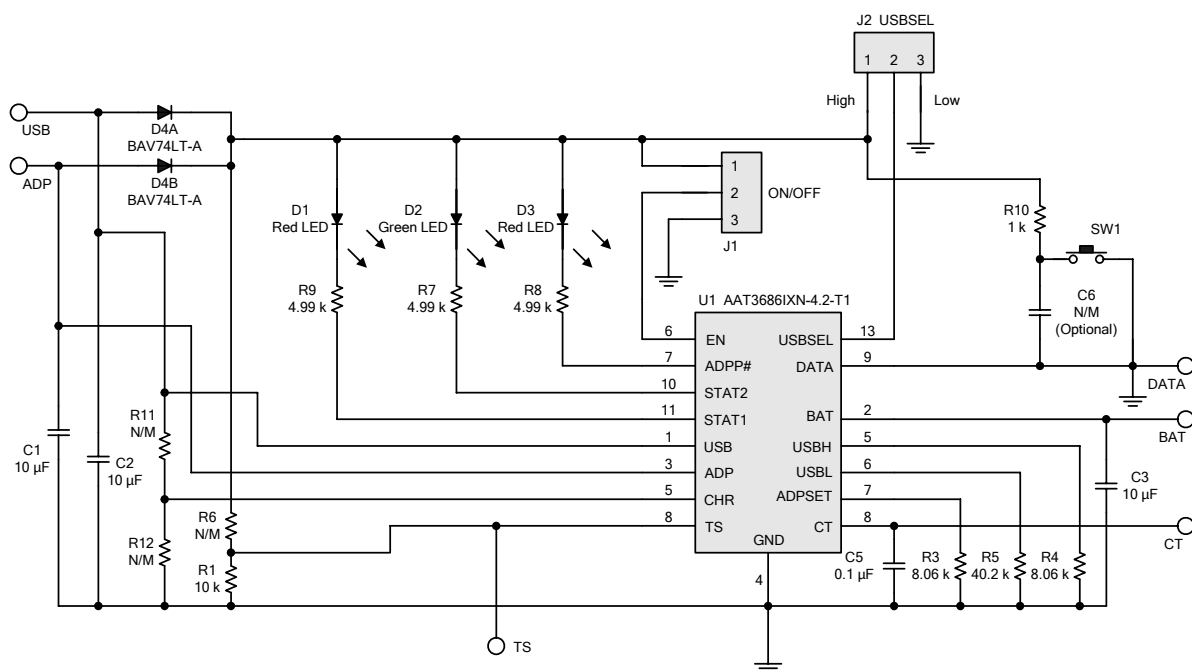 J2 USBSEL
1 2 3
High
Low
USB
D4A
BAV74LT-A
ADP
D4B
BAV74LT-A
1
2
3
ON/OFF
J1
D1
Red LED
D2
Green LED
D3
Red LED
R10
1 k
SW1
R9
4.99 k
R7
4.99 k
R8
4.99 k
C6
N/M
(Optional)
U1 AAT3686IXN-4.2-T1
6 EN
USBSEL 13
7 ADPP#
DATA 9
DATA
10 STAT2
11 STAT1
BAT 2
BAT
1 USB
USBH 5
3 ADP
USBL 6
5 CHR
ADPSET 7
8 TS
CT 8
CT
GND
4
R11
N/M
C1
10 µF
C2
10 µF
R12
N/M
R6
N/M
R1
10 k
C3
10 µF
C5
0.1 µF
R3
8.06 k
R5
40.2 k
R4
8.06 k
TS